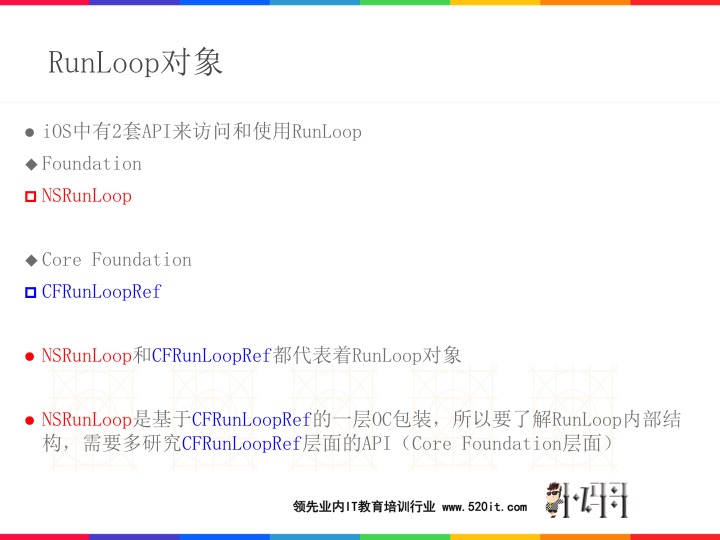 RunLoop对象
iOS中有2套API来访问和使用RunLoop
Foundation
NSRunLoop
Core Foundation
CFRunLoopRef
NSRunLoop和CFRunLoopRef都代表着RunLoop对象
NSRunLoop是基于CFRunLoopRef的一层OC包装，所以要了解RunLoop内部结
构，需要多研究CFRunLoopRef层面的API（Core Foundation层面）
领先业内IT教育培训行业 www.520it.com
小码哥